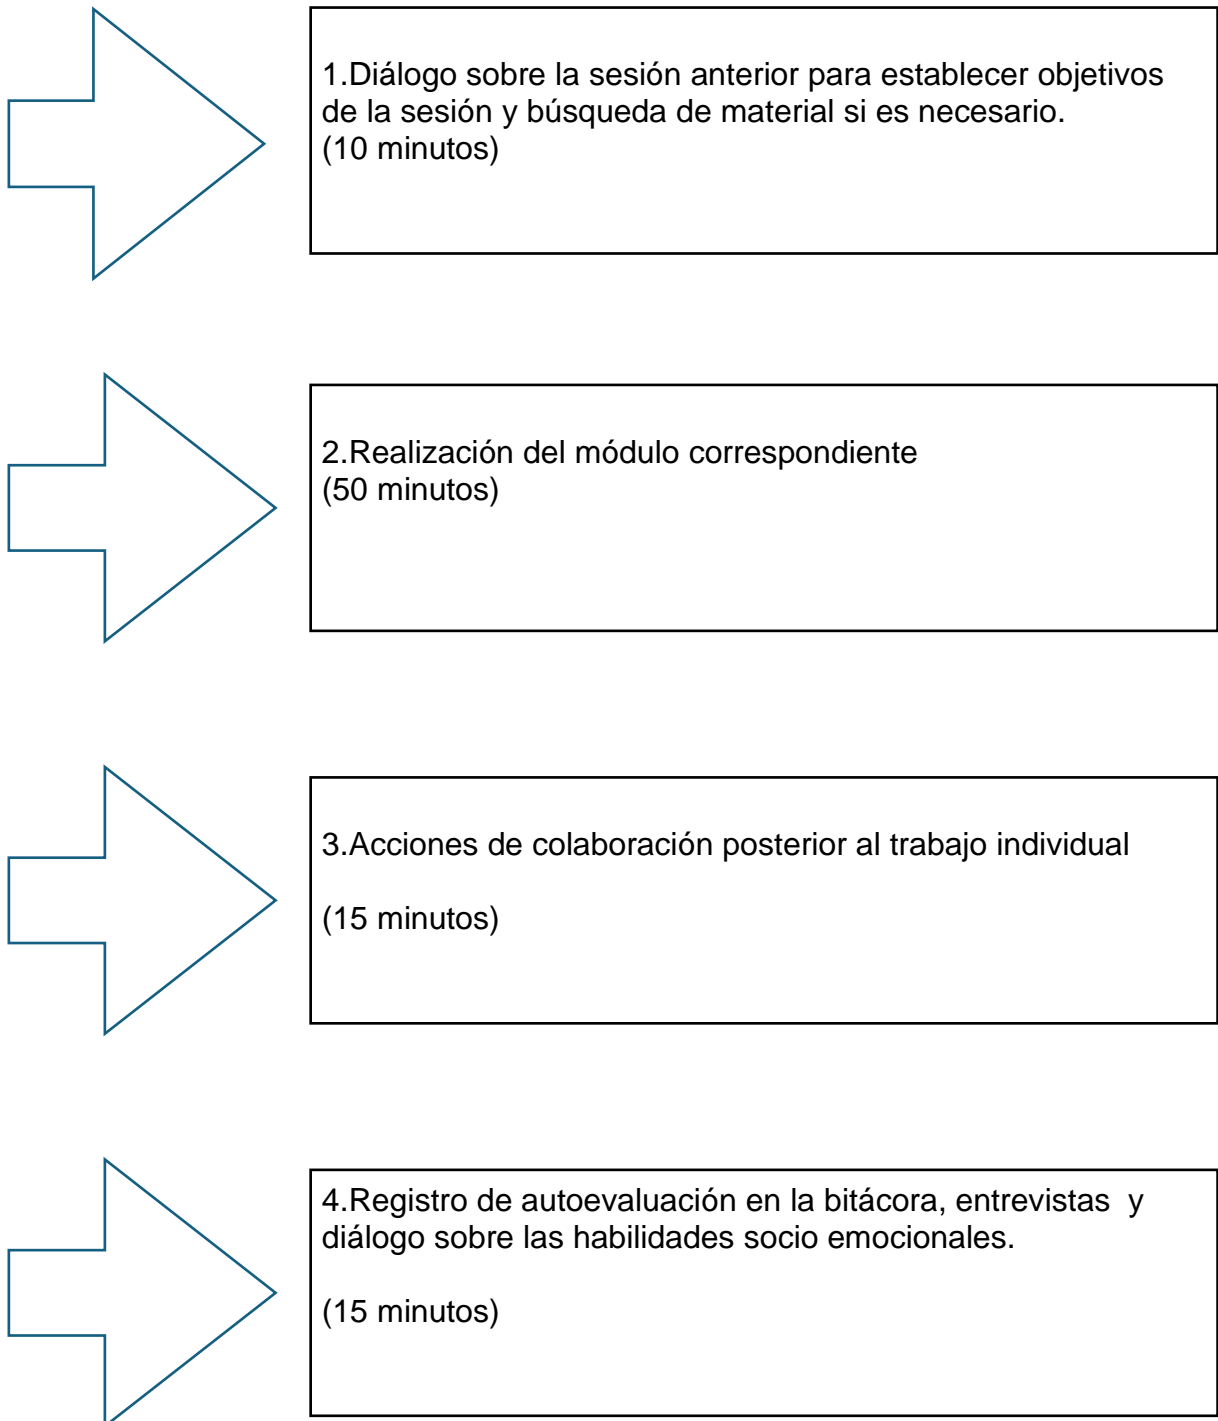 1.Diálogo sobre la sesión anterior para establecer objetivos
de la sesión y búsqueda de material si es necesario.
(10 minutos)
2.Realización del módulo correspondiente
(50 minutos)
3.Acciones de colaboración posterior al trabajo individual
(15 minutos)
4.Registro de autoevaluación en la bitácora, entrevistas  y
diálogo sobre las habilidades socio emocionales.
(15 minutos)